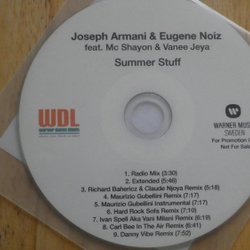 Joseph Armani & Eugene Noiz
feat. Mc Shayon & Vanee Jeya
Summer Stuff
WDL
WARNER MUSIC
SWEDEN
For Promotion
Not For Sale
1. Radio Mix (3:30)
2. Extended (5:46)
3. Richard Bahericz & Claude Njoya Remix (5:18)
4. Maurizio Gubellini Remix (7:30)
5. Maurizio Gubellini Instrumental (7:17)
6. Hard Rock Sofa Remix (7:10)
7. Ivan Spell Aka Vani Milani Remix (6:19)
8. Carl Bee In The Air Remix (6:58)
9. Danny Vibe Remix (7:52)